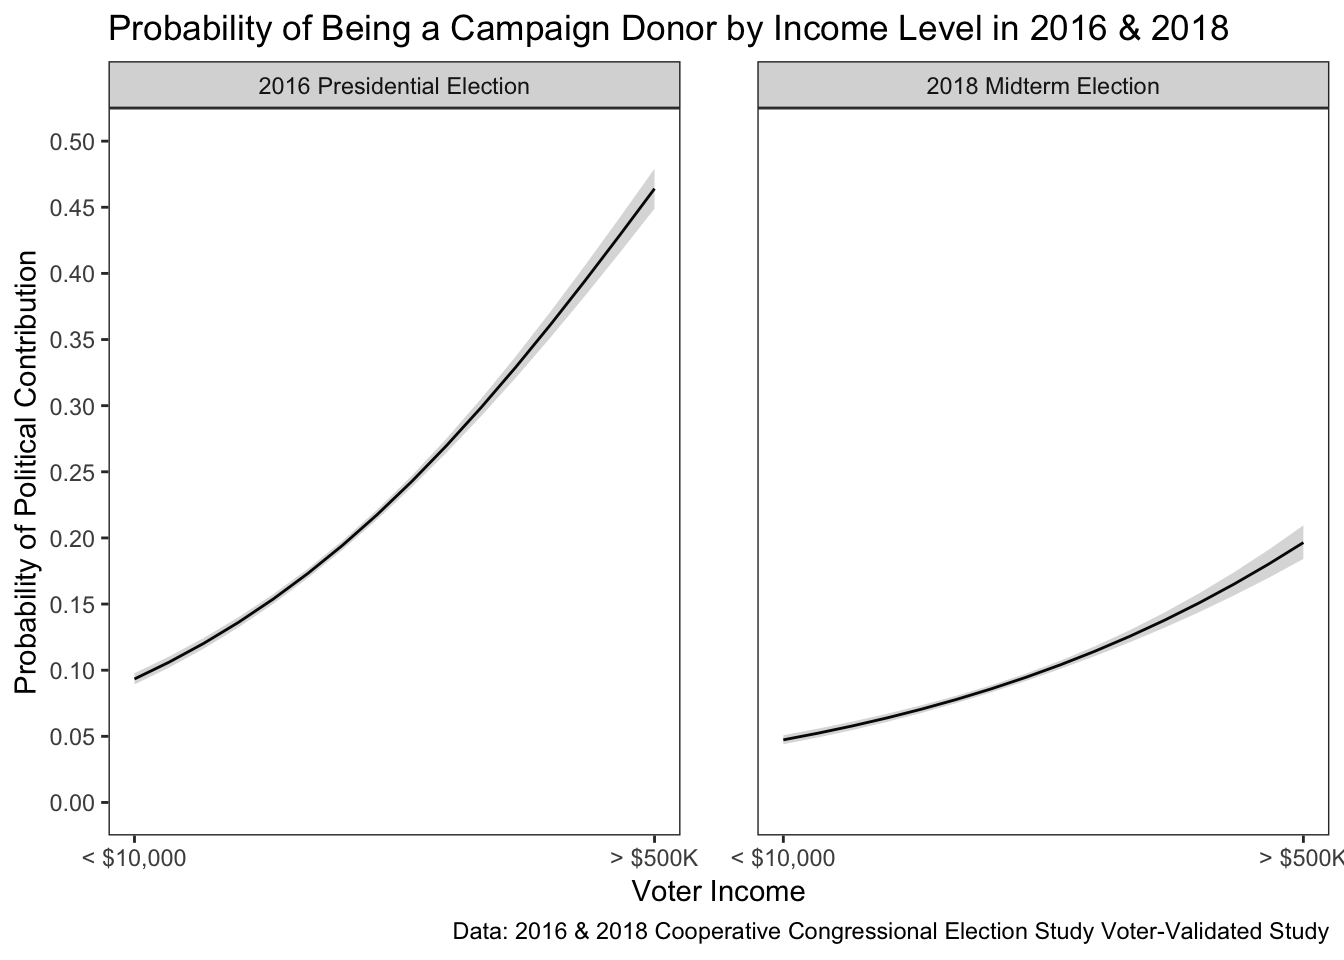 Probability of Being a Campaign Donor by Income Level in 2016 & 2018
2016 Presidential Election
2018 Midterm Election
Probability of Political Contribution
0.50
0.45
0.40
0.35
0.30
0.25
0.20
0.15
0.10
0.05
0.00
< $10,000
> $500K
< $10,000
> $500K
Voter Income
Data: 2016 & 2018 Cooperative Congressional Election Study Voter-Validated Study